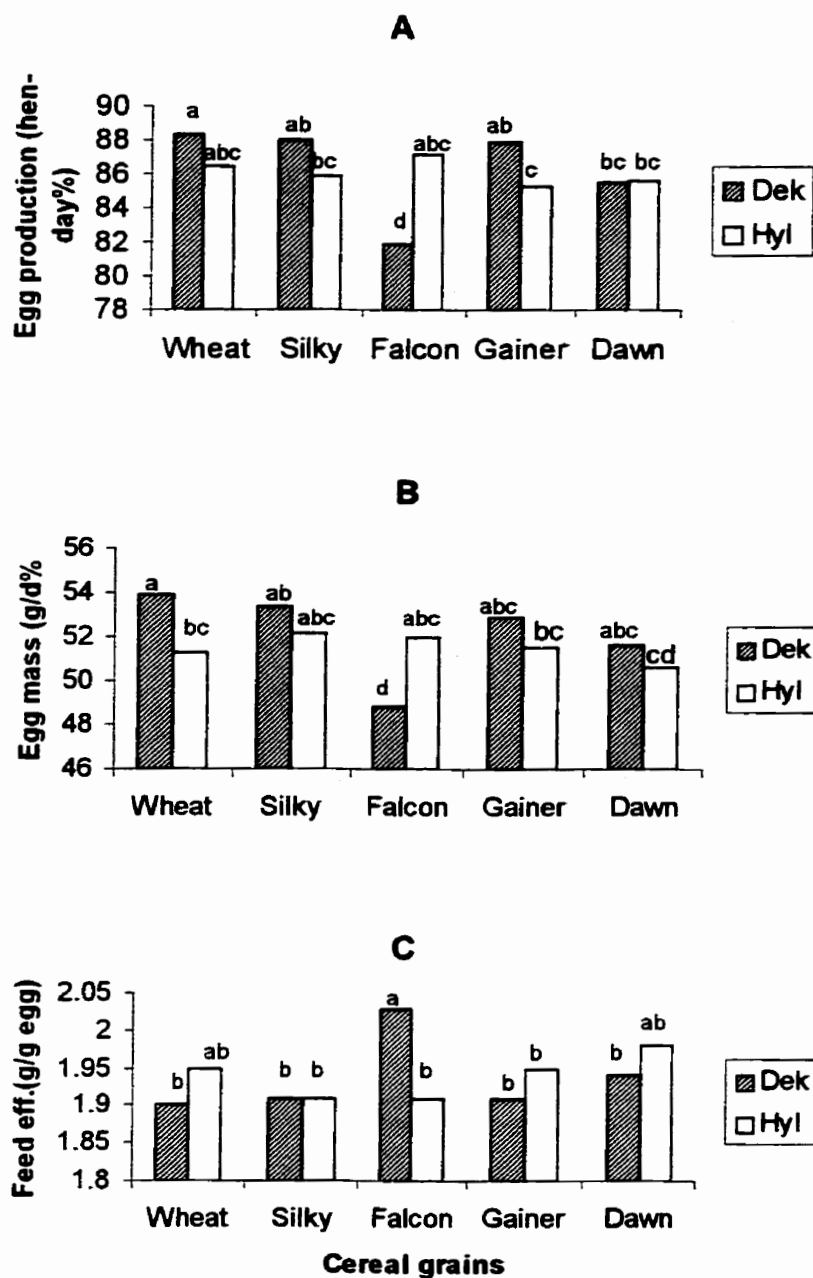 A
Egg production (hen-
day%)
90
88
86
84
82
80
78
a
abc
ab
bc
d
abc
ab
c
bc
bc
Dek
Hyl
Wheat
Silky
Falcon
Gainer
Dawn
B
Egg mass (g/d%
56
54
52
50
48
46
a
bc
ab
abc
d
abc
abc
bc
abc
cd
Dek
Hyl
Wheat
Silky
Falcon
Gainer
Dawn
C
Feed eff.(g/g egg)
2.05
2
1.95
1.9
1.85
1.8
b
ab
b
b
a
b
b
b
b
ab
Dek
Hyl
Wheat
Silky
Falcon
Gainer
Dawn
Cereal grains